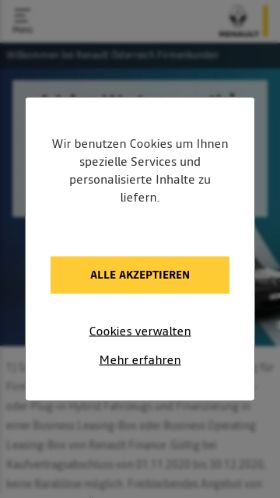 Menü
RENAULT
Willkommen bei Renault Österreich Firmenkunden
Wir benutzen Cookies um Ihnen
spezielle Services und
personalisierte Inhalte zu
liefern.
ALLE AKZEPTIEREN
Cookies verwalten
Mehr erfahren
oder Plug-in Hybrid Fahrzeugs und Finanzierung in
einer Business Leasing-Box oder Business Operating
Leasing-Box von Renault Finance. Gültig bei
Kaufvertragsabschluss von 01.11.2020 bis 30.12.2020,
keine Barablöse möglich. Freibleibendes Angebot von